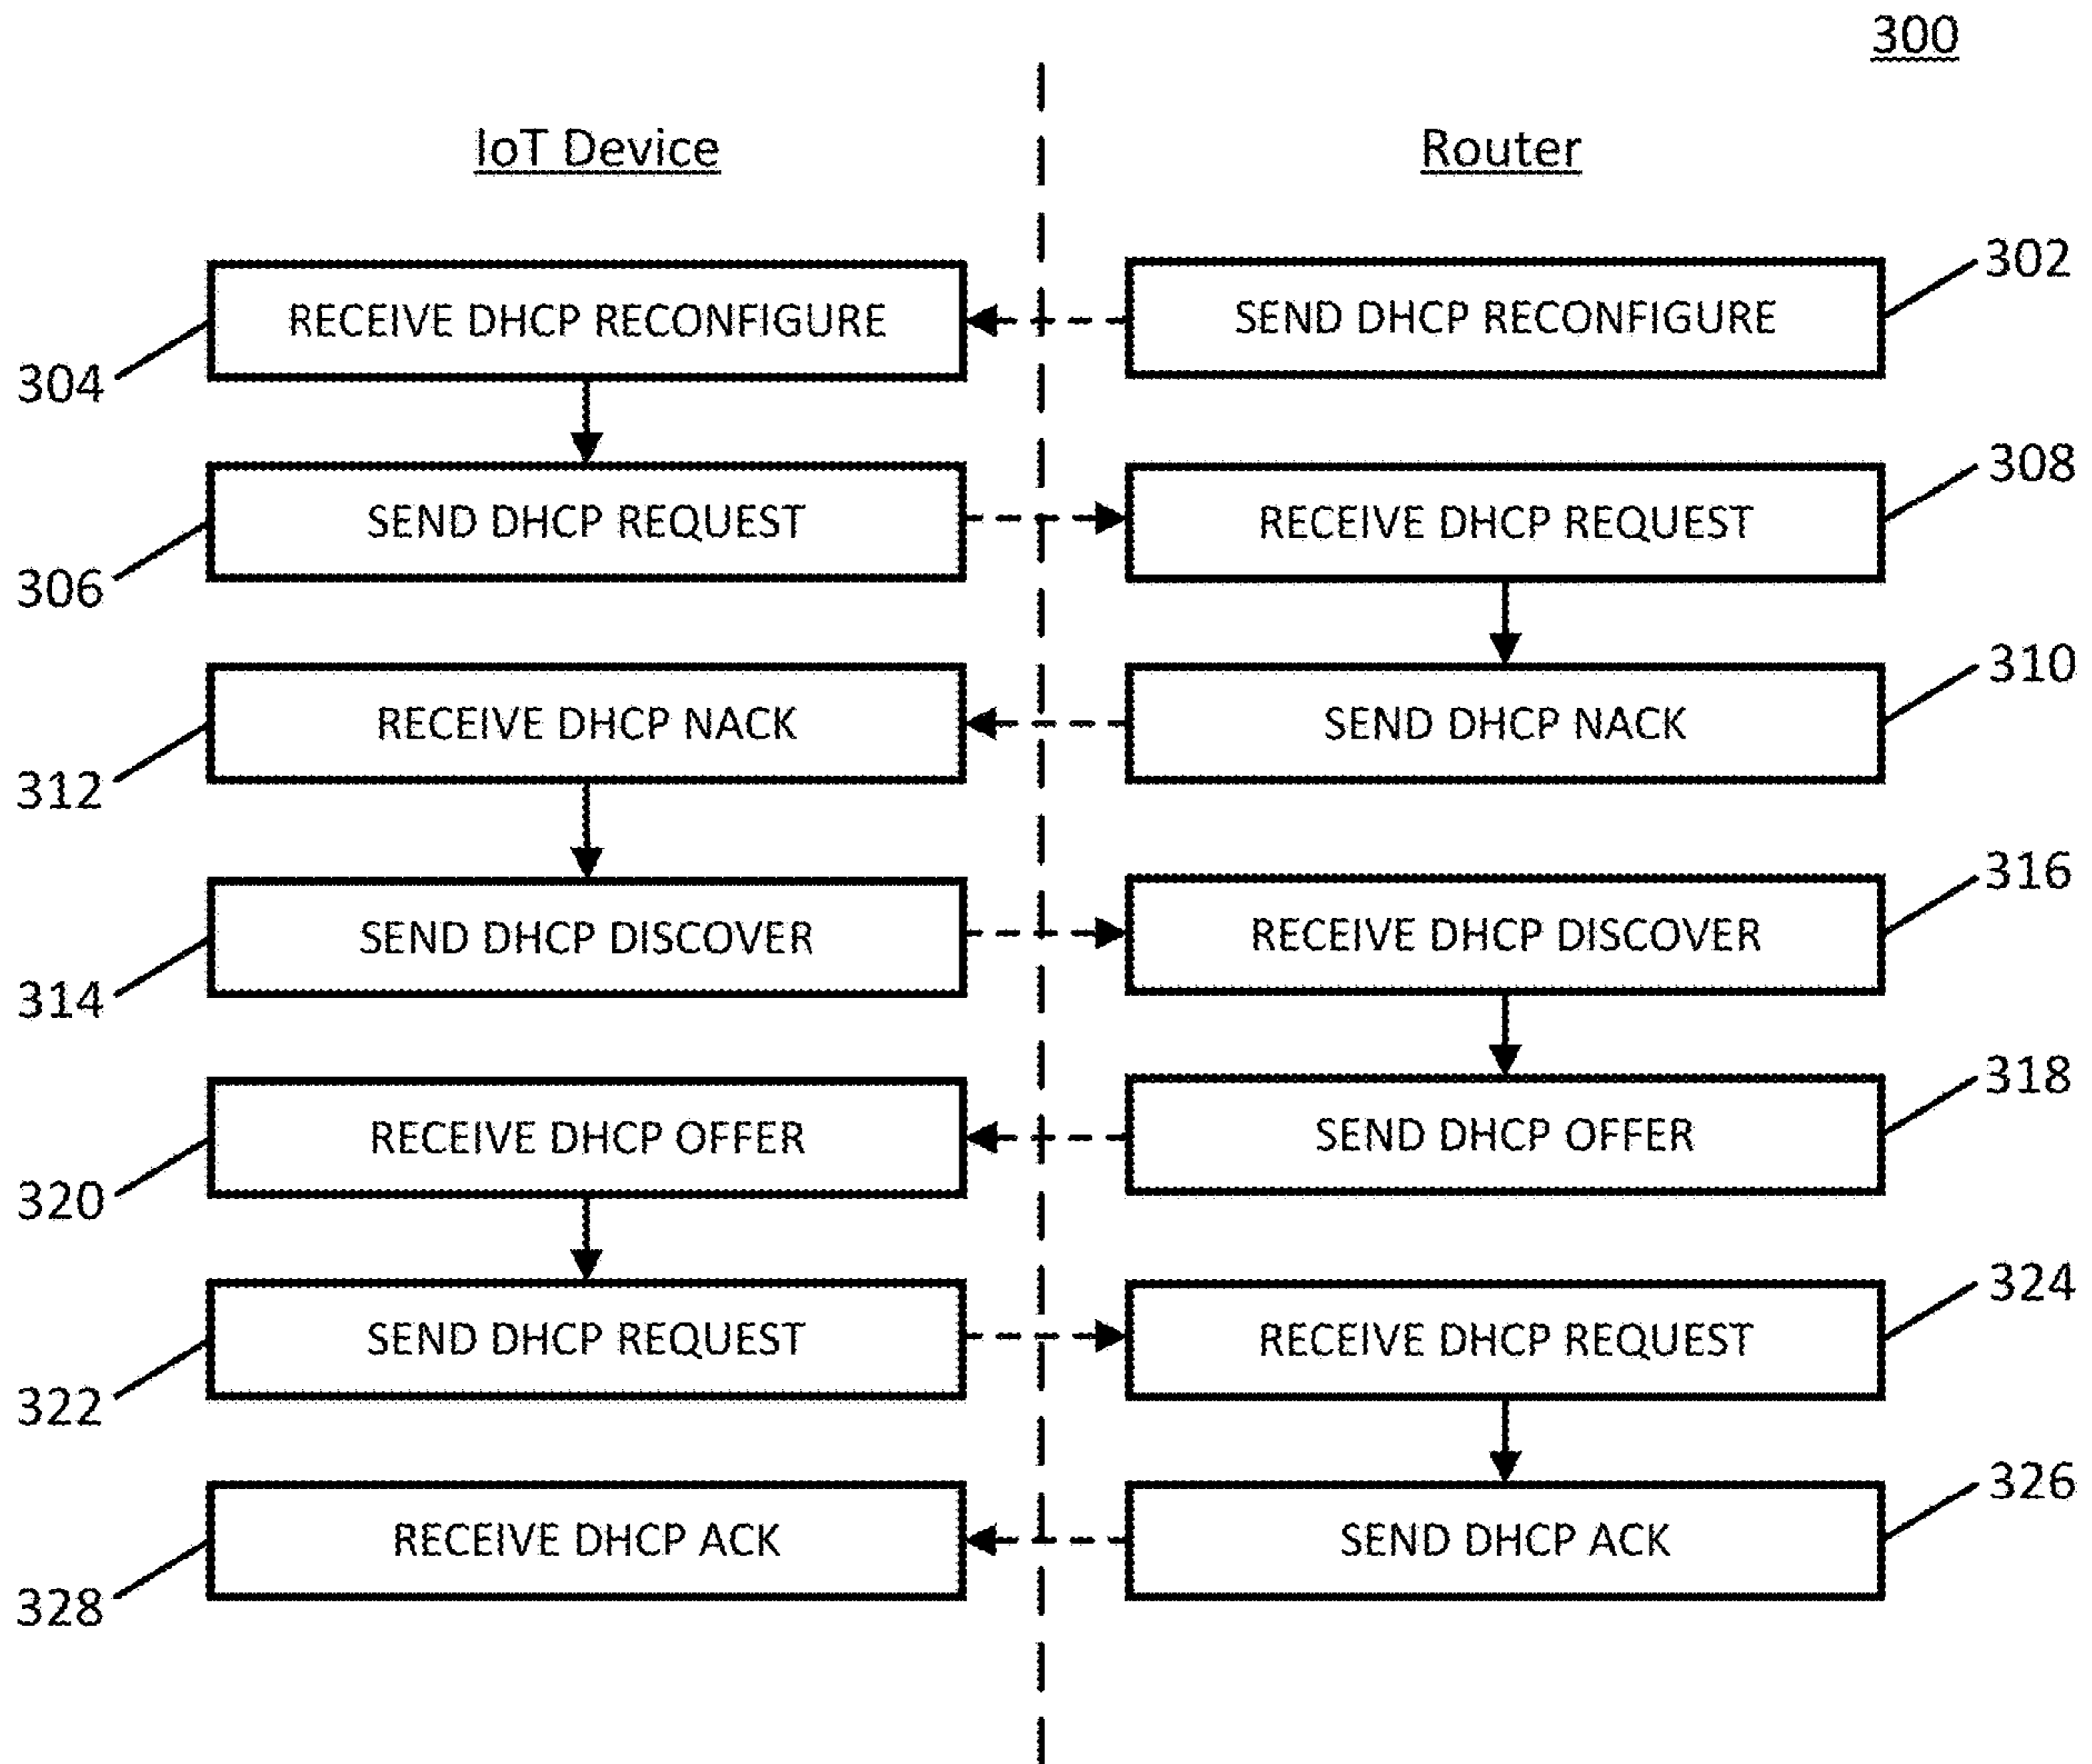 300
IoT Device
Router
RECEIVE DHCP RECONFIGURE
SEND DHCP RECONFIGURE
302
304
SEND DHCP REQUEST
RECEIVE DHCP REQUEST
308
306
RECEIVE DHCP NACK
SEND DHCP NACK
310
312
SEND DHCP DISCOVER
RECEIVE DHCP DISCOVER
316
314
RECEIVE DHCP OFFER
SEND DHCP OFFER
318
320
SEND DHCP REQUEST
RECEIVE DHCP REQUEST
324
322
RECEIVE DHCP ACK
SEND DHCP ACK
326
328